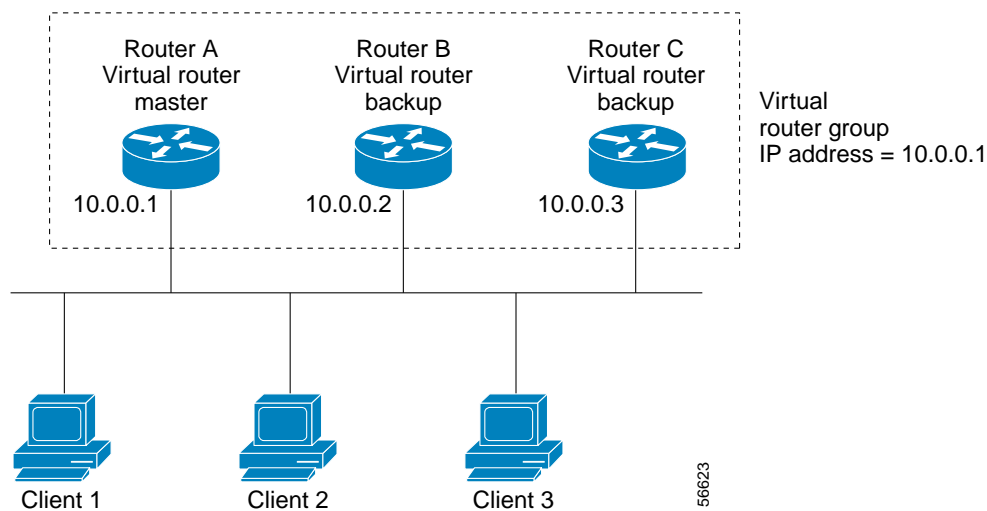 Router A
Virtual router
master
Router B
Virtual router
backup
Router C
Virtual router
backup
Virtual
router group
IP address = 10.0.0.1
10.0.0.1
10.0.0.2
10.0.0.3
Client 1
Client 2
Client 3
56623